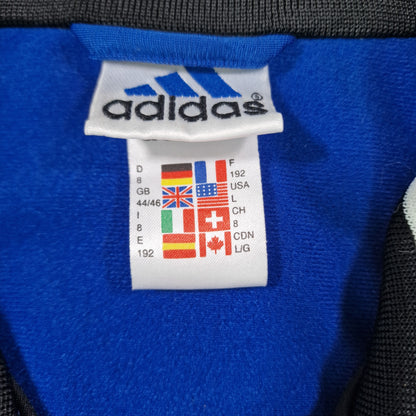 adidas®
D F
8 192
GB USA
44/46 L
I CH
8 8
E CDN
192 L/G